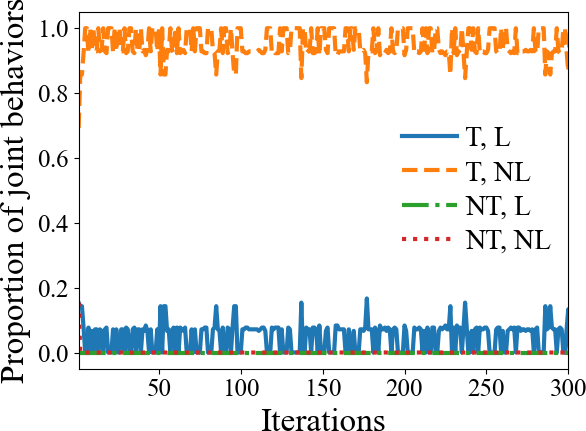 Proportion of joint behaviors
1.0
0.8
0.6
0.4
0.2
0.0
T, L
T, NL
NT, L
NT, NL
50 100 150 200 250 300
Iterations